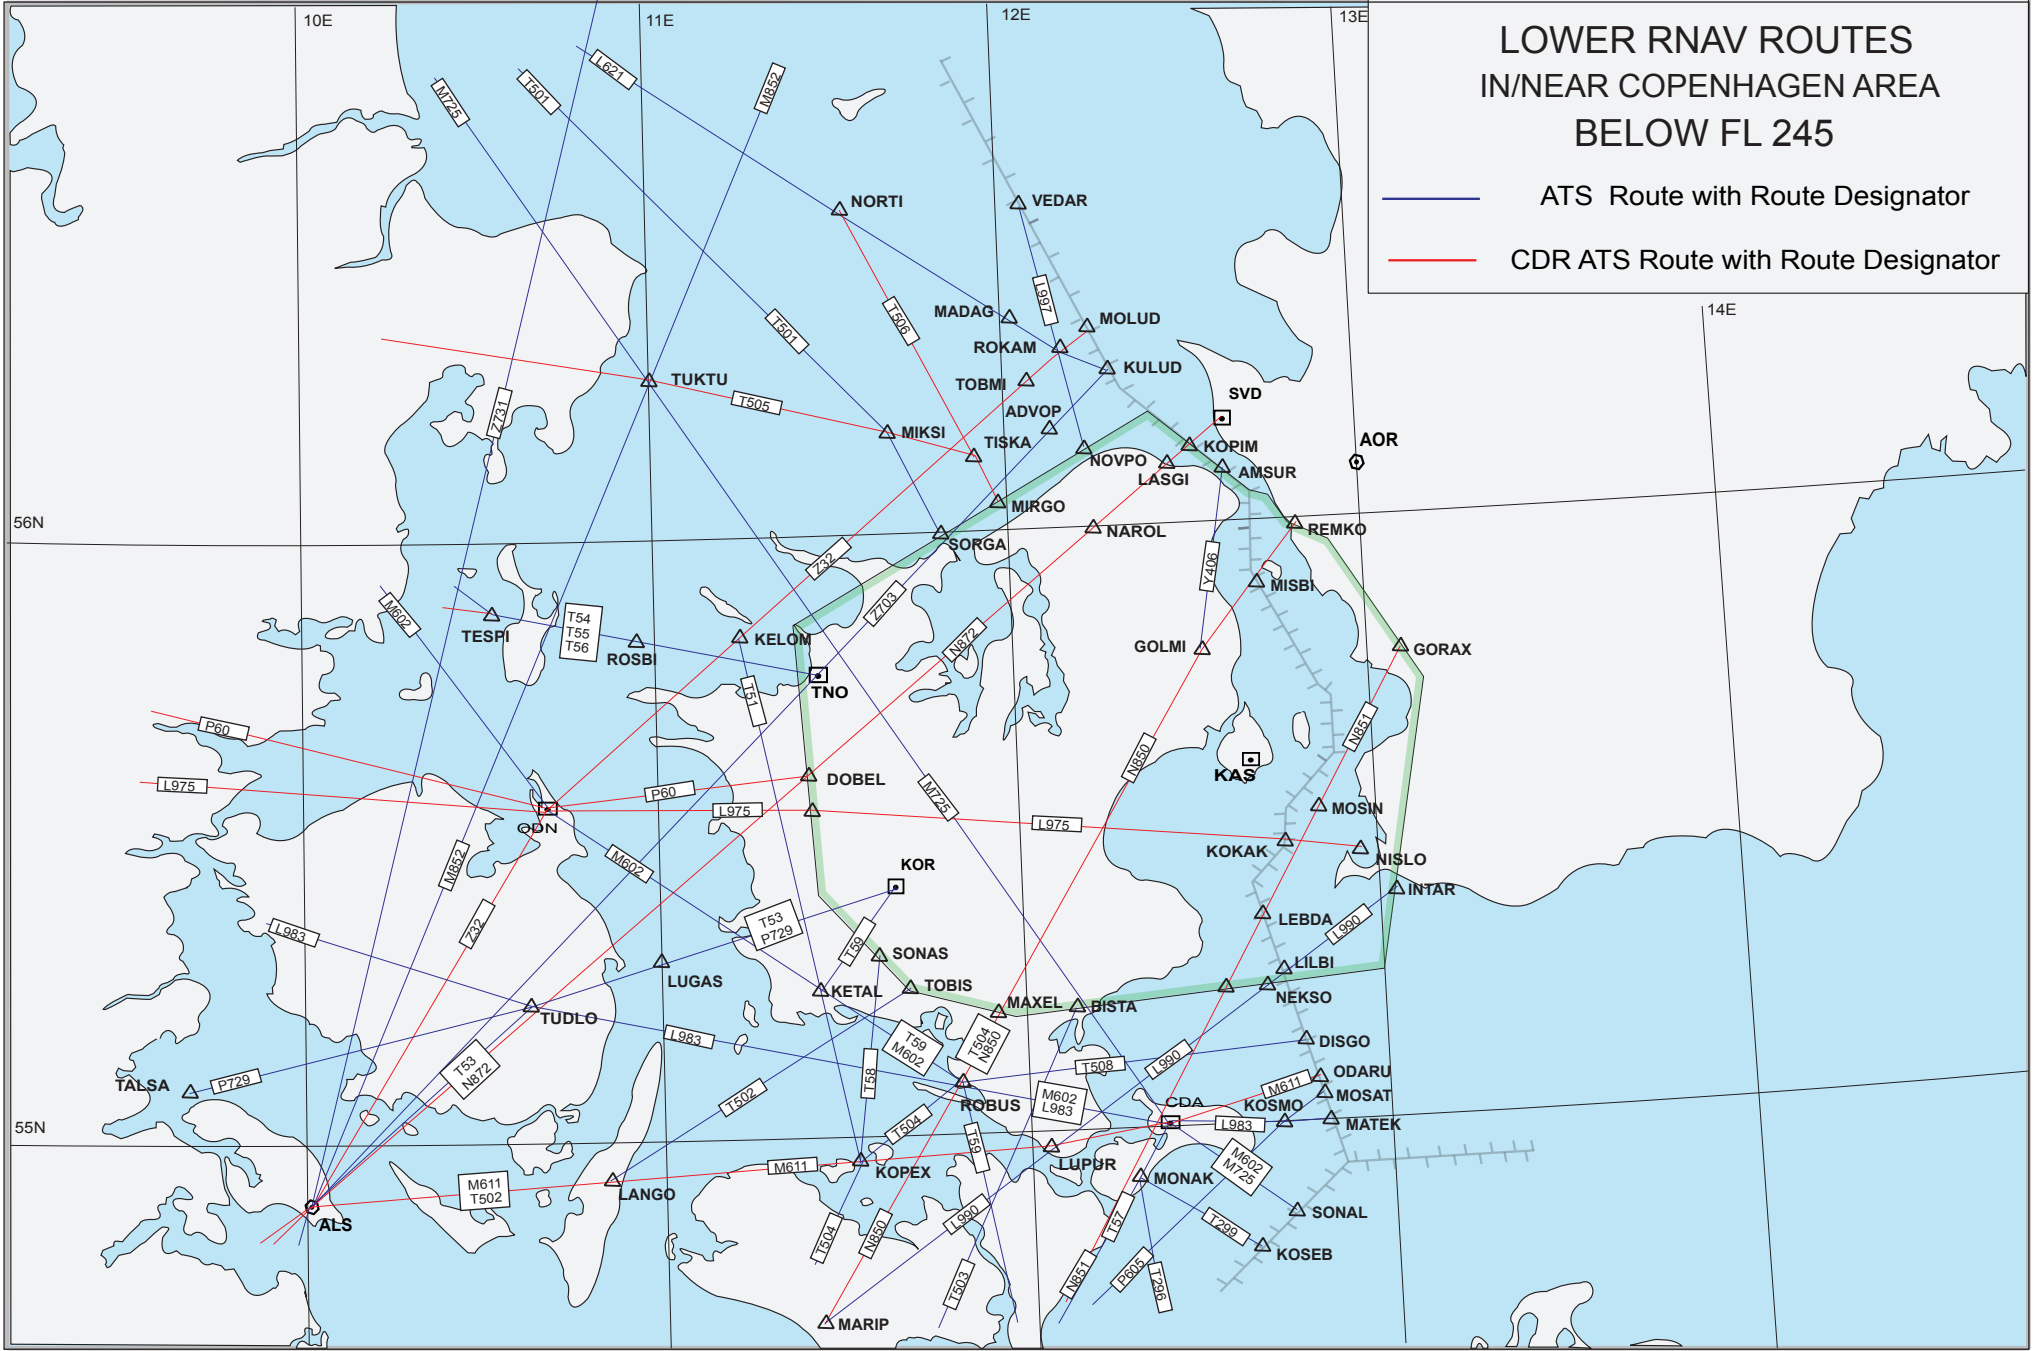 10E
11E
12E
13E
LOWER RNAV ROUTES
IN/NEAR COPENHAGEN AREA
BELOW FL 245
ATS Route with Route Designator
CDR ATS Route with Route Designator
14E
L621
M852
T501
M725
NORTI
VEDAR
L997
MADAG
MOLUD
T506
T501
ROKAM
KULUD
TUKTU
TOBMI
SVD
Z731
T505
ADVOP
MIKSI
TISKA
AOR
KOPIM
NOVPO
LASGI
AMSUR
MIRGO
56N
NAROL
REMKO
SORGA
Z32
Y406
MISBI
M602
Z703
T54
T55
T56
TESPI
ROSBI
KELOM
N872
GOLMI
GORAX
TNO
T51
P60
N851
N850
KAS
DOBEL
L975
P60
L975
M725
L975
MOSIN
ODN
KOKAK
NISLO
M852
M602
KOR
INTAR
T53
P729
LEBDA
L990
Z32
L983
T59
SONAS
LILBI
LUGAS
KETAL
TOBIS
NEKSO
MAXEL
BISTA
TUDLO
L983
T59
M602
T504
N850
DISGO
T53
N872
T508
L990
TALSA
P729
T58
ODARU
M611
MOSAT
T502
ROBUS
M602
L983
CDA
KOSMO
L983
MATEK
55N
T504
T59
M611
KOPEX
LUPUR
M602
M725
M611
T502
LANGO
MONAK
ALS
L990
T57
SONAL
T299
T504
N850
KOSEB
T503
N851
P605
T296
MARIP